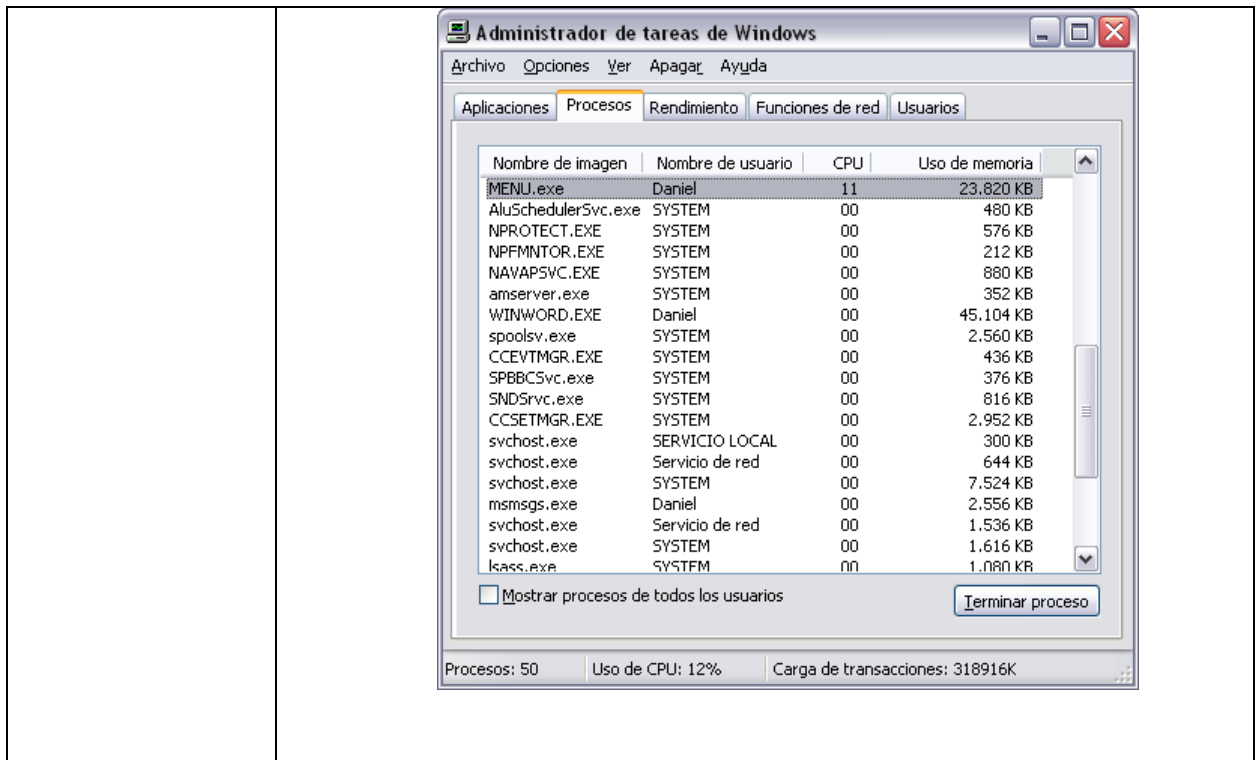 Administrador de tareas de Windows
Archivo Opciones Ver Apagar Ayuda
Aplicaciones Procesos Rendimiento Funciones de red Usuarios
Nombre de imagen Nombre de usuario CPU Uso de memoria
MENU.exe Daniel 11 23.820 KB
AluSchedulerSvc.exe SYSTEM 00 480 KB
NPROTECT.EXE SYSTEM 00 576 KB
NPFMNTOR.EXE SYSTEM 00 212 KB
NAVAPSVC.EXE SYSTEM 00 880 KB
amserver.exe SYSTEM 00 352 KB
WINWORD.EXE Daniel 00 45.104 KB
spoolsv.exe SYSTEM 00 2.560 KB
CCEVTMGR.EXE SYSTEM 00 436 KB
SPBBCSvc.exe SYSTEM 00 376 KB
SNDSrvc.exe SYSTEM 00 816 KB
CCSETMGR.EXE SYSTEM 00 2.952 KB
svchost.exe SERVICIO LOCAL 00 300 KB
svchost.exe Servicio de red 00 644 KB
svchost.exe SYSTEM 00 7.524 KB
msmsgs.exe Daniel 00 2.556 KB
svchost.exe Servicio de red 00 1.536 KB
svchost.exe SYSTEM 00 1.616 KB
lsass.exe SYSTEM 00 1.080 KB
Mostrar procesos de todos los usuarios Terminar proceso
Procesos: 50 Uso de CPU: 12% Carga de transacciones: 318916K